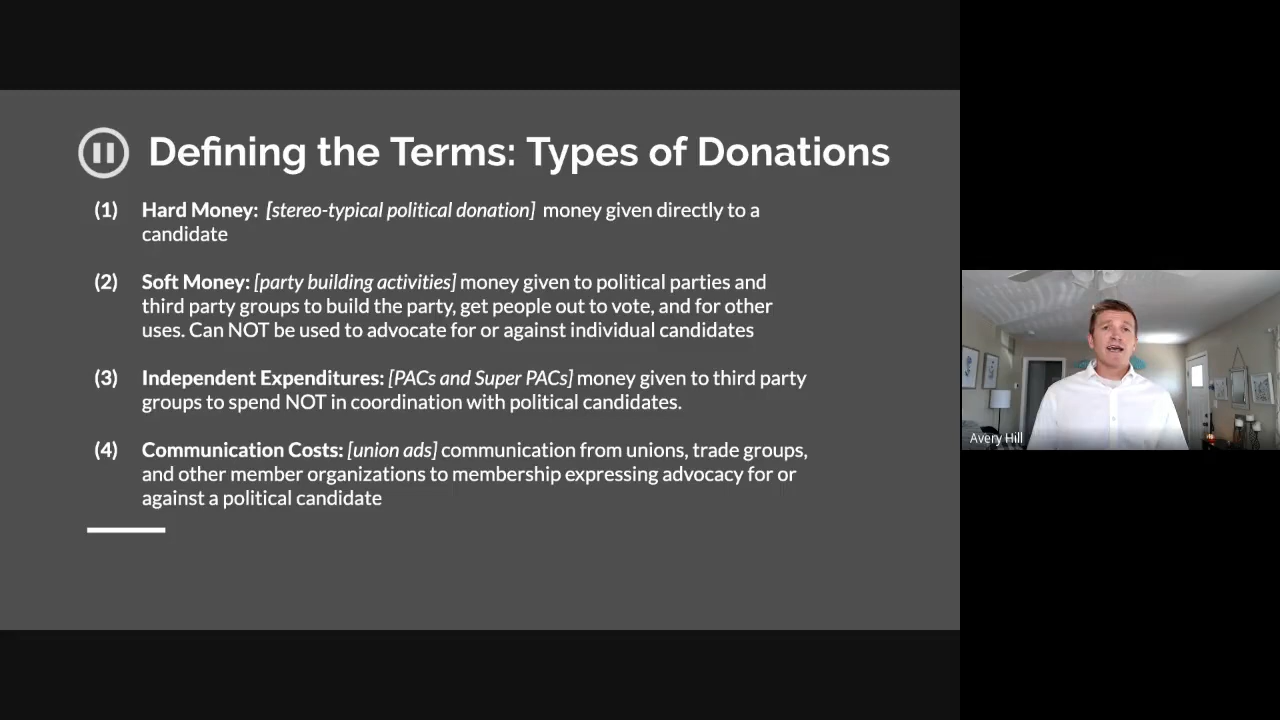 Defining the Terms: Types of Donations
(1) Hard Money: [stereo-typical political donation] money given directly to a
candidate
(2) Soft Money: [party building activities] money given to political parties and
third party groups to build the party, get people out to vote, and for other
uses. Can NOT be used to advocate for or against individual candidates
(3) Independent Expenditures: [PACs and Super PACs] money given to third party
groups to spend NOT in coordination with political candidates.
(4) Communication Costs: [union ads] communication from unions, trade groups,
and other member organizations to membership expressing advocacy for or
against a political candidate
Avery Hill